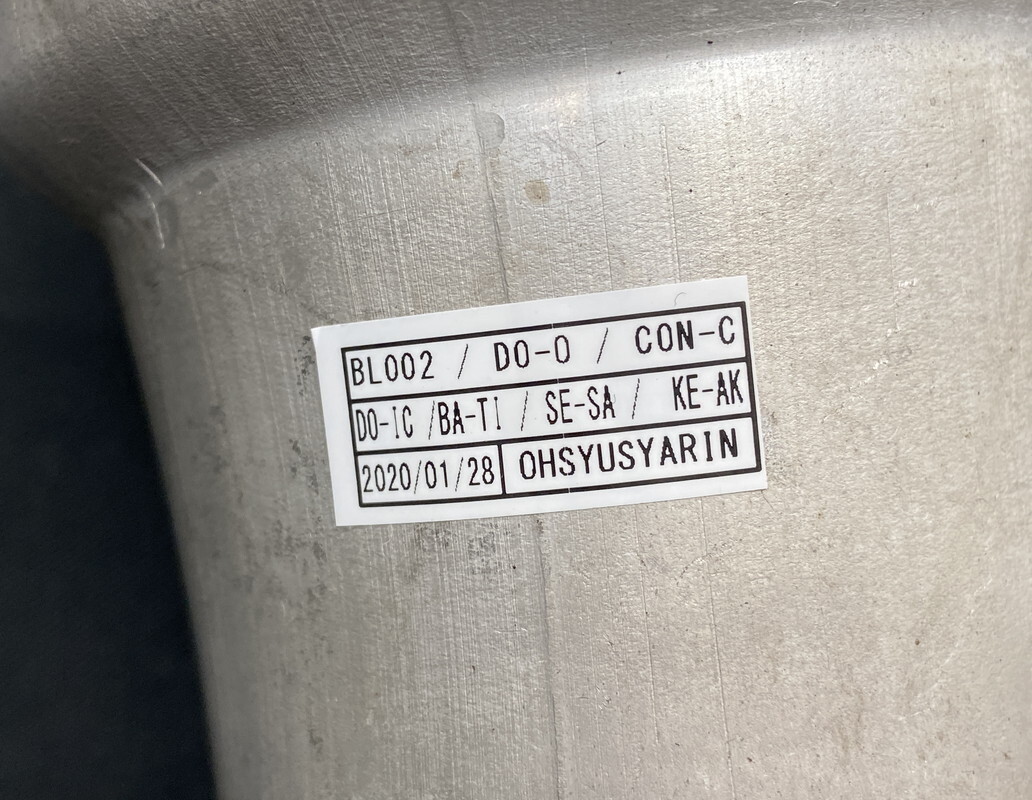 BL002 / DO-O / CON-C
DO-IC /BA-TI / SE-SA / KE-AK
2020/01/28 OHSYUSYARIN